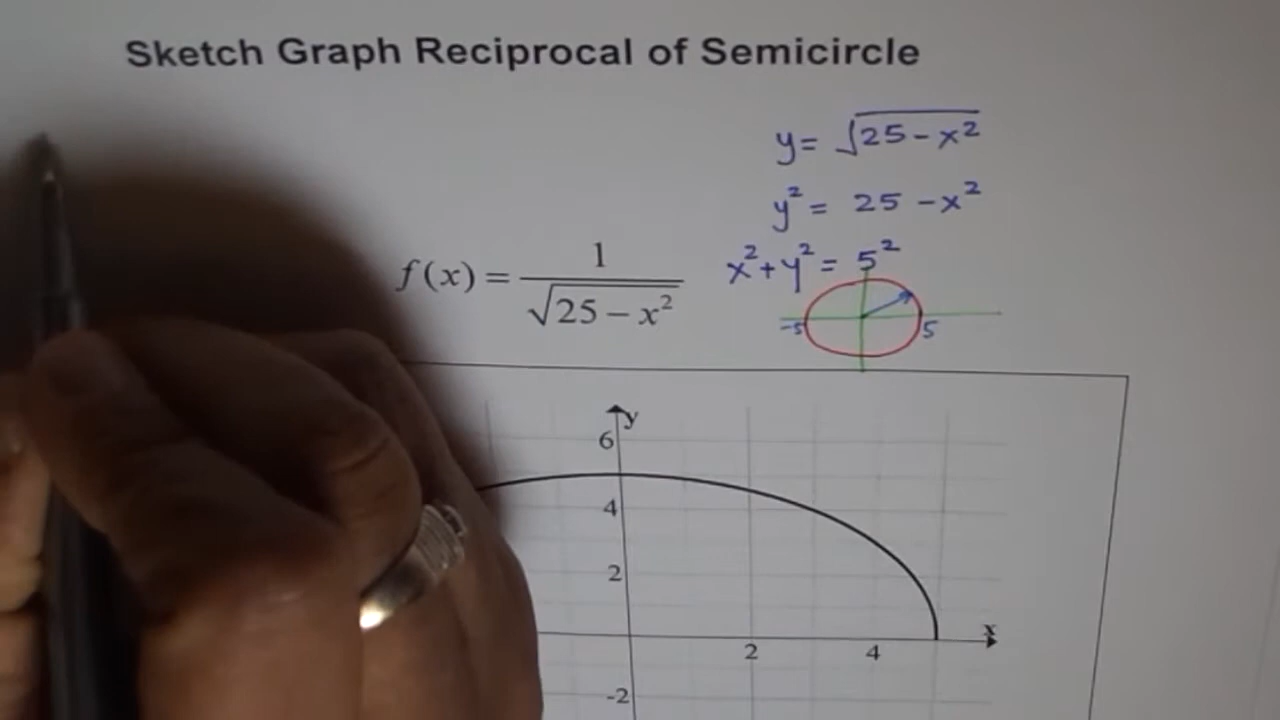 Sketch Graph Reciprocal of Semicircle
y = √25 - x²
y² = 25 - x²
x² + y² = 5²
f(x) = 1/√25 - x²
-5 5
y
6
4
2
x
2 4
-2